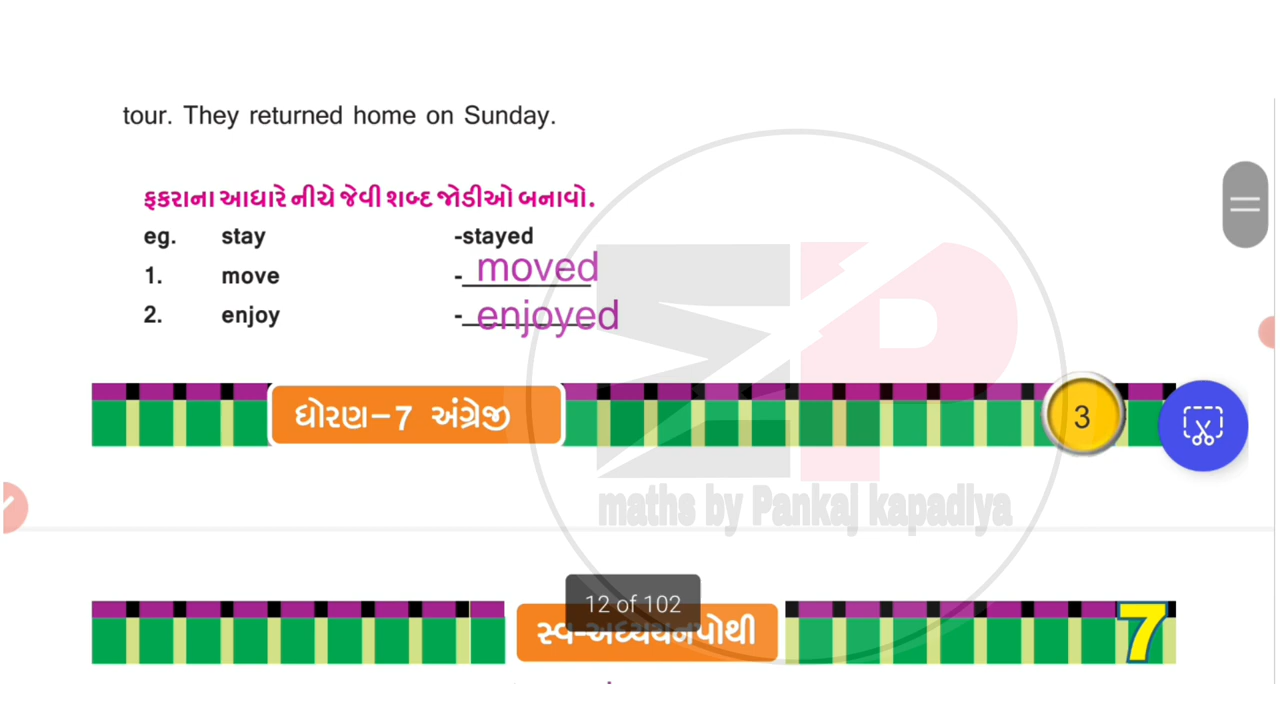 tour. They returned home on Sunday.
ફકરાના આધારે નીચે જેવી શબ્દ જોડીઓ બનાવો.
eg. stay -stayed
1. move -moved
2. enjoy -enjoyed
ધોરણ–7 અંગ્રેજી
3
maths by Pankaj kapadiya
12 of 102
સ્વ-અધ્યયનપોથી
7